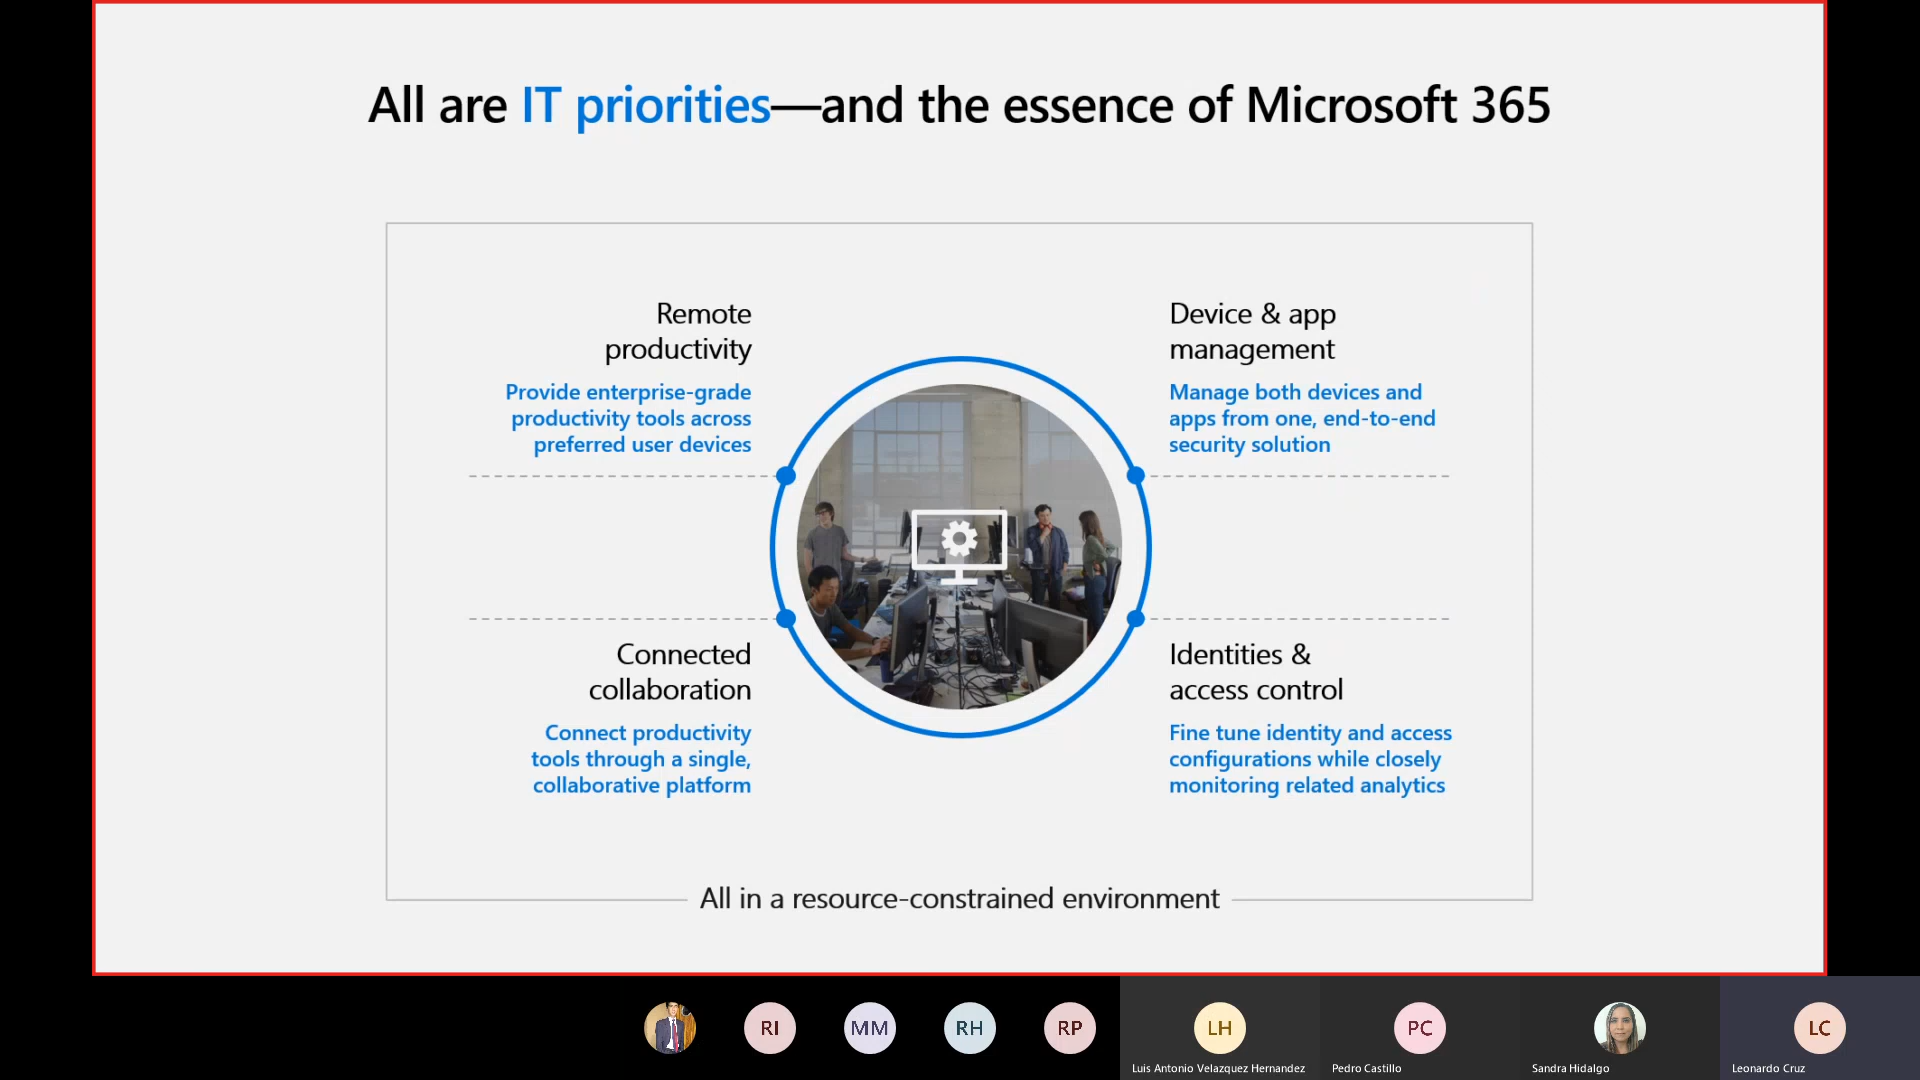 All are IT priorities—and the essence of Microsoft 365
Remote
productivity
Provide enterprise-grade
productivity tools across
preferred user devices
Device & app
management
Manage both devices and
apps from one, end-to-end
security solution
Connected
collaboration
Connect productivity
tools through a single,
collaborative platform
Identities &
access control
Fine tune identity and access
configurations while closely
monitoring related analytics
All in a resource-constrained environment
RI
MM
RH
RP
LH
PC
LC
Luis Antonio Velazquez Hernandez
Pedro Castillo
Sandra Hidalgo
Leonardo Cruz